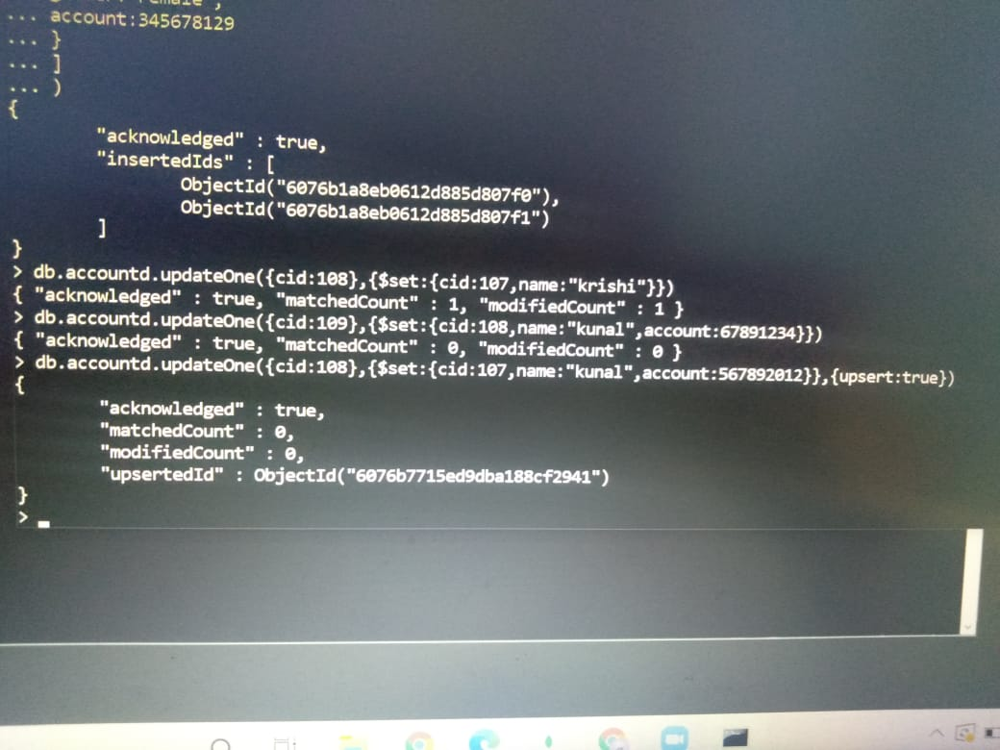 ... account:345678129
... }
... ]
... )
{
"acknowledged" : true,
"insertedIds" : [
ObjectId("6076b1a8eb0612d885d807f0"),
ObjectId("6076b1a8eb0612d885d807f1")
]
}
> db.accountd.updateOne({cid:108},{$set:{cid:107,name:"krishi"}})
{ "acknowledged" : true, "matchedCount" : 1, "modifiedCount" : 1 }
> db.accountd.updateOne({cid:109},{$set:{cid:108,name:"kunal",account:67891234}})
{ "acknowledged" : true, "matchedCount" : 0, "modifiedCount" : 0 }
> db.accountd.updateOne({cid:108},{$set:{cid:107,name:"kunal",account:567892012}},{upsert:true})
{
"acknowledged" : true,
"matchedCount" : 0,
"modifiedCount" : 0,
"upsertedId" : ObjectId("6076b7715ed9dba188cf2941")
}
>